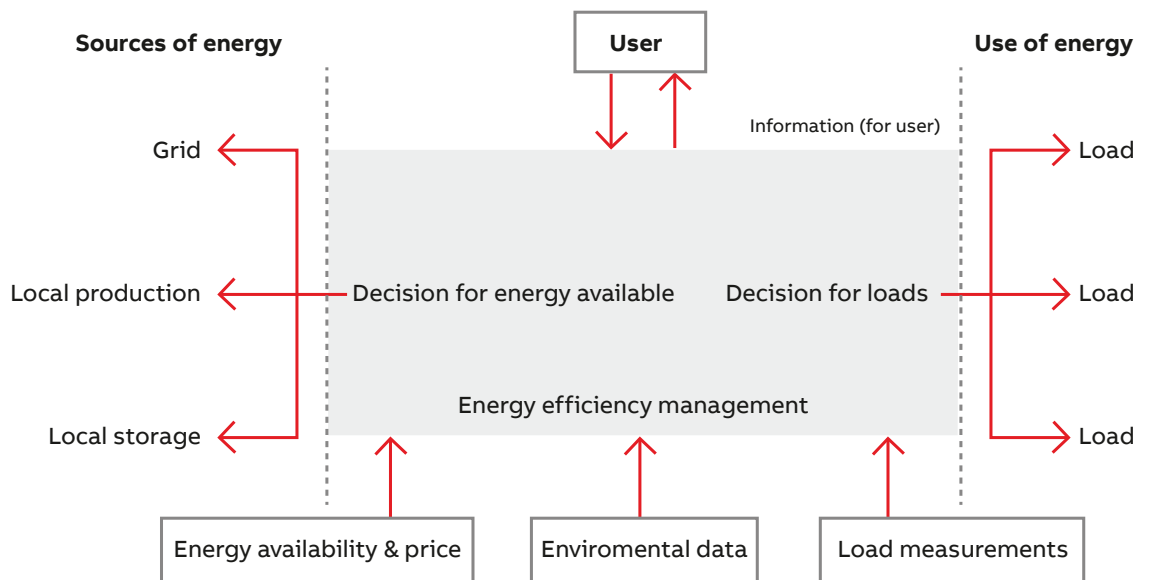 Sources of energy
User
Use of energy
Information (for user)
Grid
Load
Local production
Decision for energy available
Decision for loads
Load
Energy efficiency management
Local storage
Load
Energy availability & price
Enviromental data
Load measurements